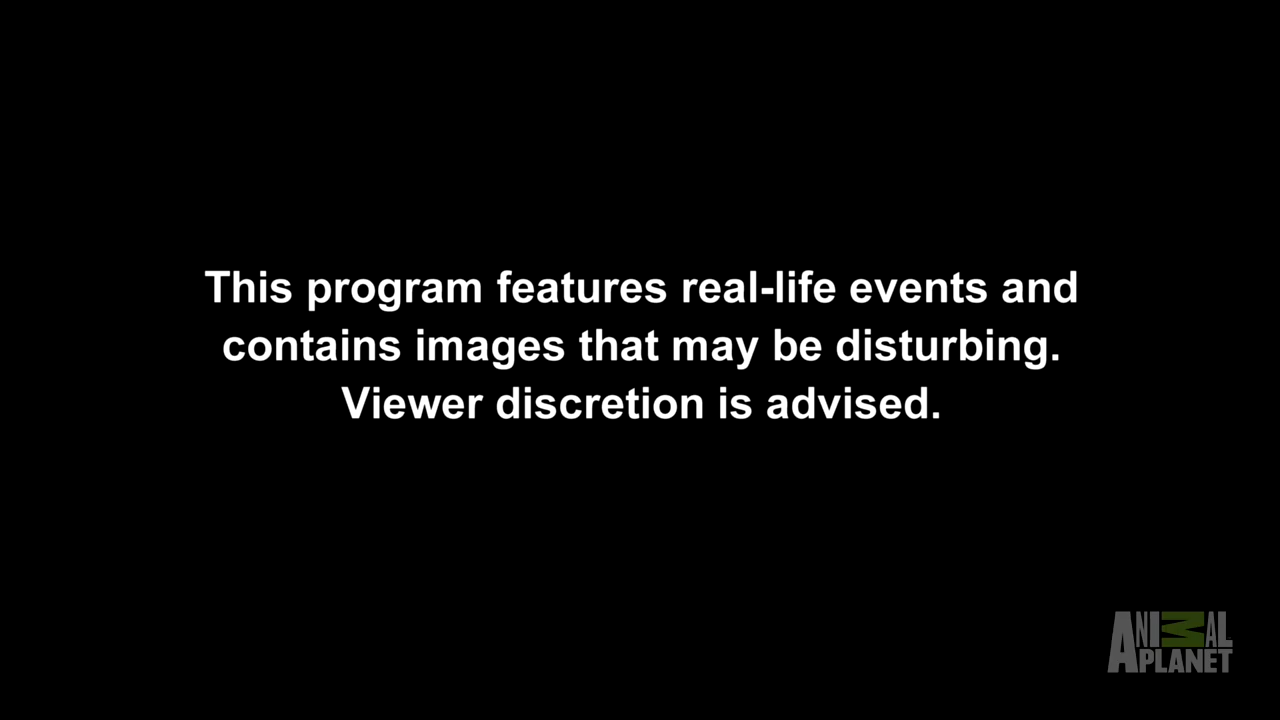 This program features real-life events and
contains images that may be disturbing.
Viewer discretion is advised.
ANIMAL
PLANET